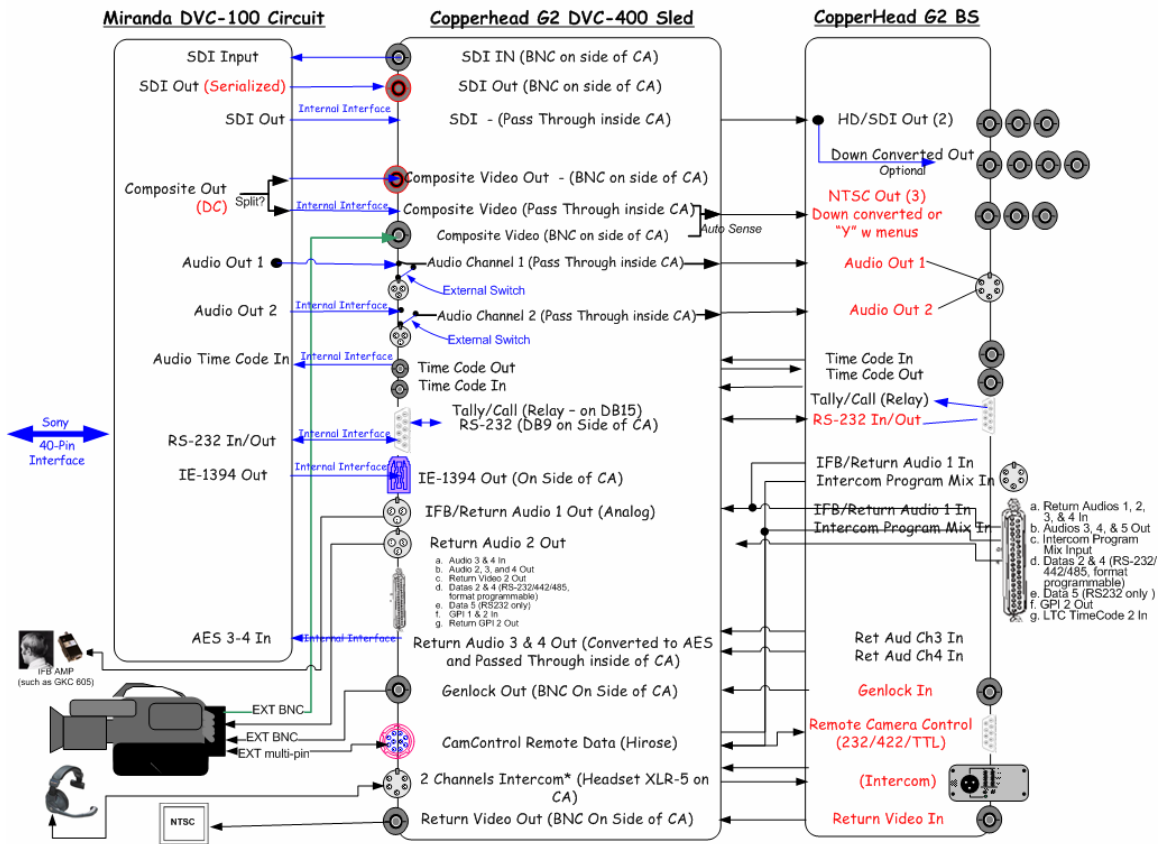 Miranda DVC-100 Circuit
Copperhead G2 DVC-400 Sled
CopperHead G2 BS
SDI Input
SDI IN (BNC on side of CA)
SDI Out (Serialized)
SDI Out (BNC on side of CA)
Internal Interface
SDI Out
SDI - (Pass Through inside CA)
HD/SDI Out (2)
Down Converted Out
Optional
Composite Out
(DC)
Split?
Composite Video Out - (BNC on side of CA)
Internal Interface
Composite Video (Pass Through inside CA)
Composite Video (BNC on side of CA)
Auto Sense
NTSC Out (3)
Down converted or
"Y" w menus
Audio Out 1
Audio Channel 1 (Pass Through inside CA)
Audio Out 1
External Switch
Audio Out 2
Internal Interface
Audio Channel 2 (Pass Through inside CA)
Audio Out 2
External Switch
Audio Time Code In
Internal Interface
Time Code Out
Time Code In
Time Code In
Time Code Out
Tally/Call (Relay – on DB15)
RS-232 (DB9 on Side of CA)
Tally/Call (Relay)
RS-232 In/Out
Sony
40-Pin
Interface
RS-232 In/Out
Internal Interface
IE-1394 Out
Internal Interface
IE-1394 Out (On Side of CA)
IFB/Return Audio 1 In
Intercom Program Mix In
IFB/Return Audio 1 Out (Analog)
IFB/Return Audio 1 In
Intercom Program Mix In
Return Audio 2 Out
a. Audio 3 & 4 In
b. Audio 2, 3, and 4 Out
c. Return Video 2 Out
d. Datas 2 & 4 (RS-232/442/485,
format programmable)
e. Data 5 (RS232 only)
f. GPI 1 & 2 In
g. Return GPI 2 Out
a. Return Audios 1, 2,
3, & 4 In
b. Audios 3, 4, & 5 Out
c. Intercom Program
Mix Input
d. Datas 2 & 4 (RS-232/
442/485, format
programmable)
e. Data 5 (RS232 only )
f. GPI 2 Out
g. LTC TimeCode 2 In
AES 3-4 In
Internal Interface
Return Audio 3 & 4 Out (Converted to AES
and Passed Through inside of CA)
Ret Aud Ch3 In
Ret Aud Ch4 In
IFB AMP
(such as GKC 605)
Genlock Out (BNC On Side of CA)
Genlock In
EXT BNC
EXT BNC
EXT multi-pin
CamControl Remote Data (Hirose)
Remote Camera Control
(232/422/TTL)
2 Channels Intercom* (Headset XLR-5 on
CA)
(Intercom)
NTSC
Return Video Out (BNC On Side of CA)
Return Video In